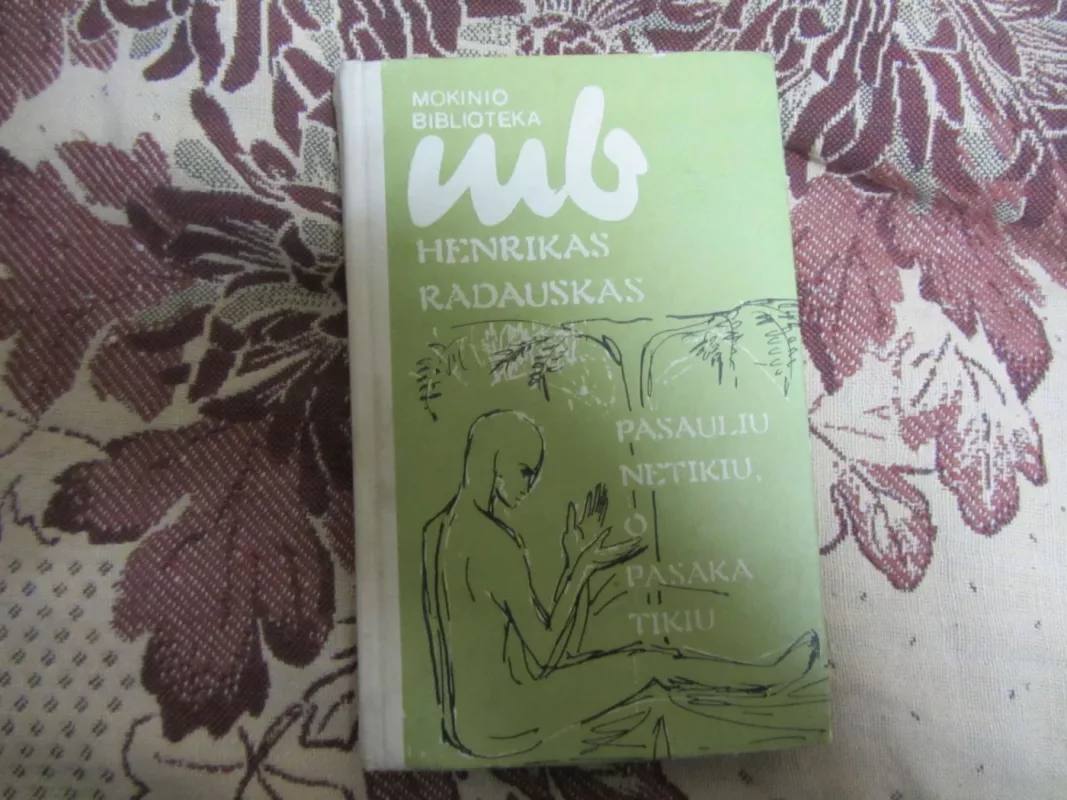 MOKINIO
BIBLIOTEKA
mb
HENRIKAS
RADAUSKAS
PASAULIU
NETIKIU,
O
PASAKA
TIKIU